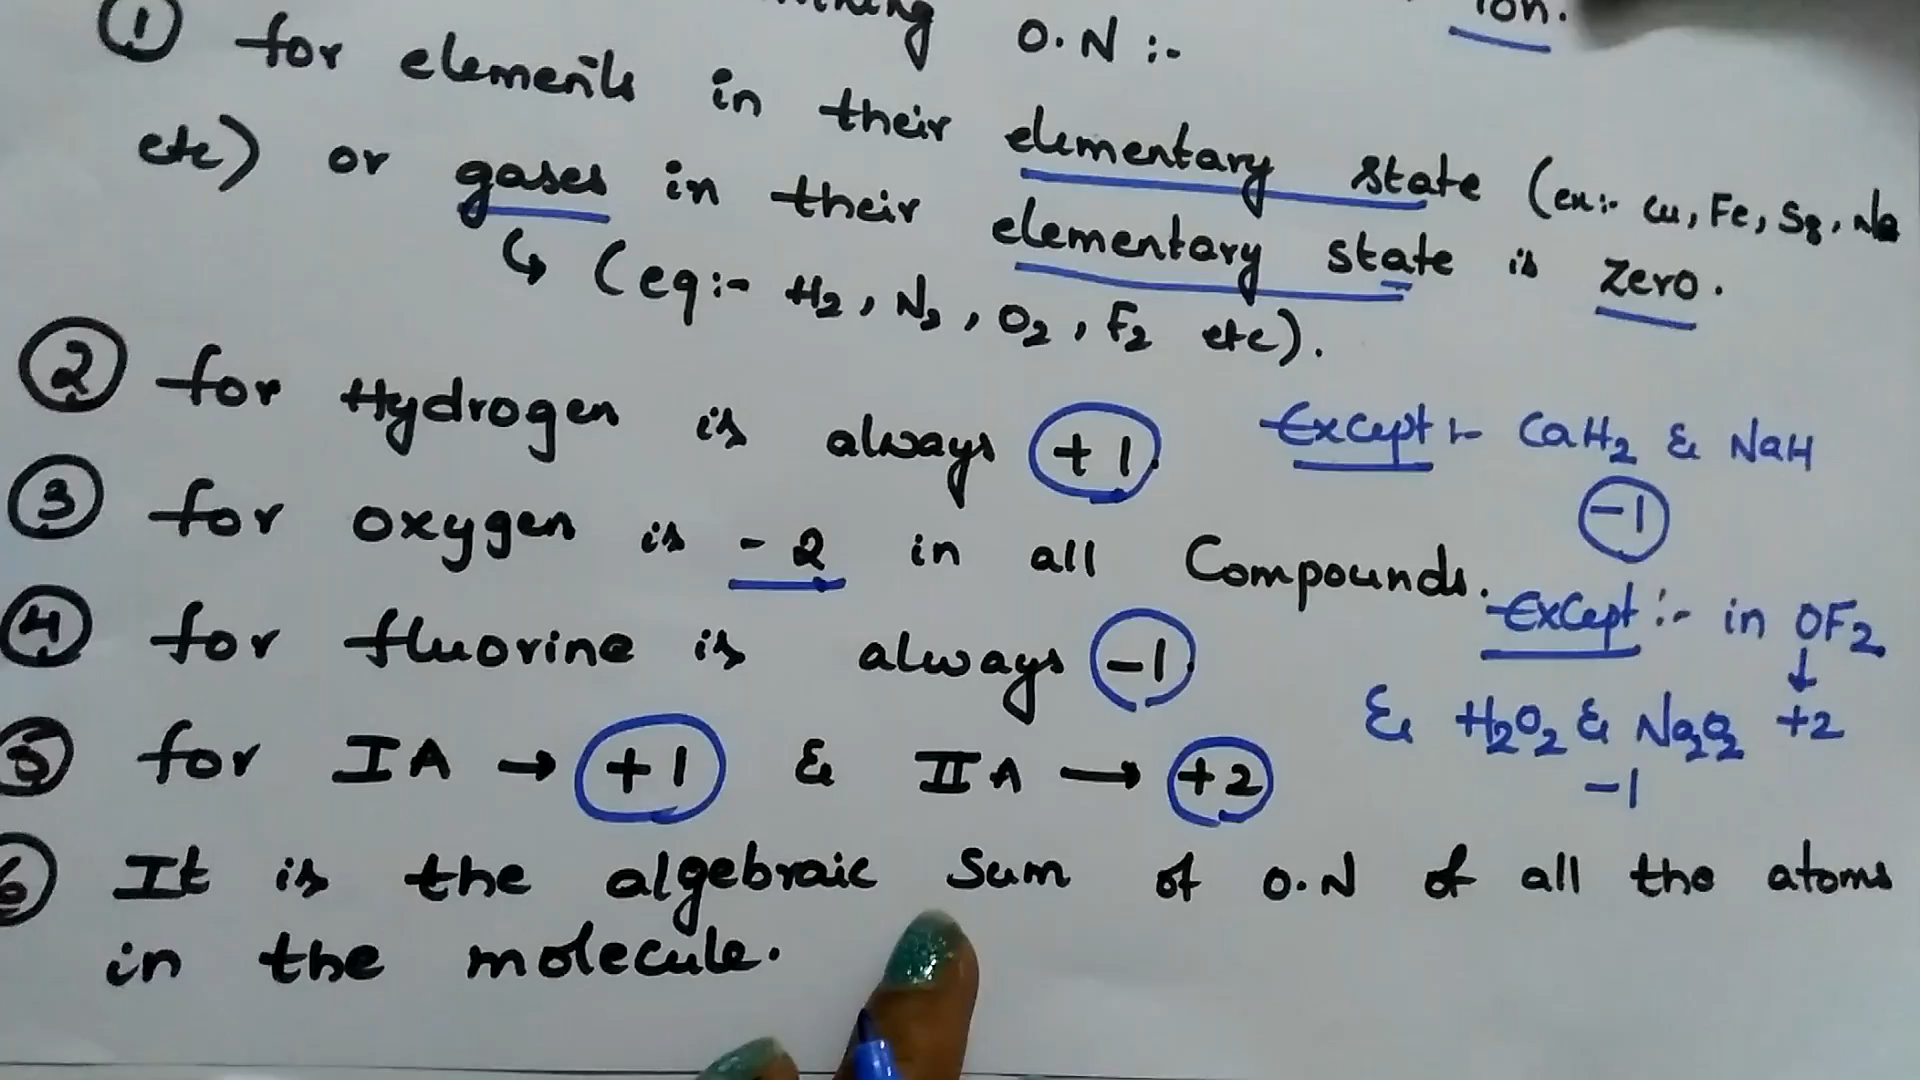 O.N :- ion.
① for elements in their elementary state (ex:- Cu, Fe, S8, Na
etc) or gases in their elementary state is zero.
↳ (eg:- H2, N2, O2, F2 etc).
② for Hydrogen is always +1. Except :- CaH2 & NaH
-1
③ for oxygen is -2 in all Compounds. Except :- in OF2
↓
& H2O2 & Na2O2 +2
-1
④ for fluorine is always -1
⑤ for IA → +1 & IIA → +2
⑥ It is the algebraic sum of O.N of all the atoms
in the molecule.